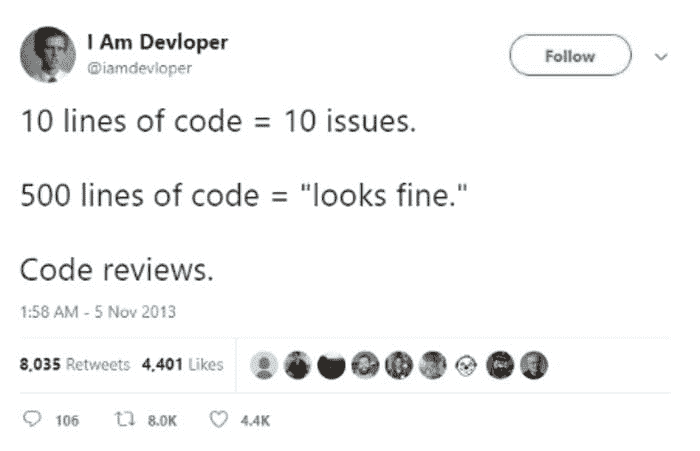 I Am Devloper
@iamdevloper
Follow
10 lines of code = 10 issues.
500 lines of code = "looks fine."
Code reviews.
1:58 AM - 5 Nov 2013
8,035 Retweets 4,401 Likes
106 8.0K 4.4K